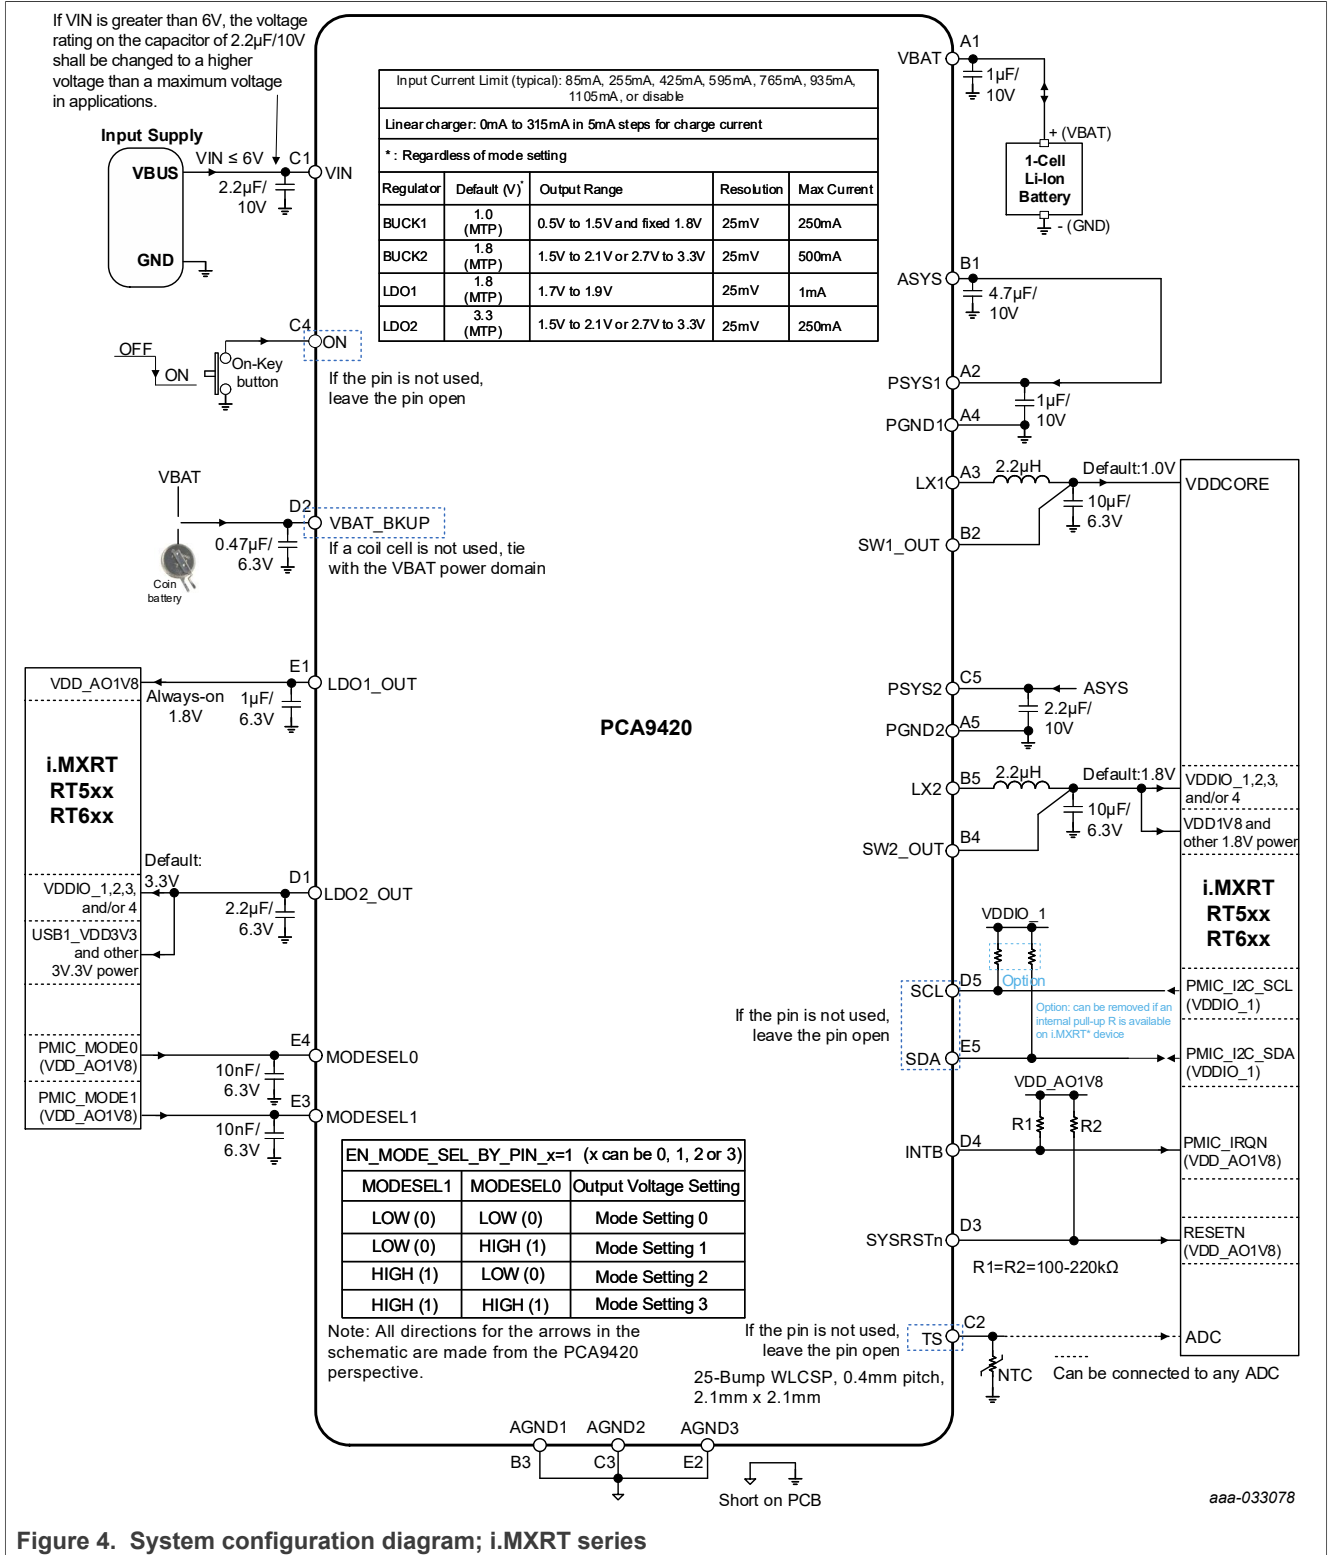 If VIN is greater than 6V, the voltage
rating on the capacitor of 2.2µF/10V
shall be changed to a higher
voltage than a maximum voltage
in applications.
Input Supply
VBUS
GND
VIN ≤ 6V
2.2µF/
10V
C1
VIN
Input Current Limit (typical): 85mA, 255mA, 425mA, 595mA, 765mA, 935mA,
1105mA, or disable
Linear charger: 0mA to 315mA in 5mA steps for charge current
* : Regardless of mode setting
Regulator Default (V)* Output Range Resolution Max Current
BUCK1 1.0 (MTP) 0.5V to 1.5V and fixed 1.8V 25mV 250mA
BUCK2 1.8 (MTP) 1.5V to 2.1V or 2.7V to 3.3V 25mV 500mA
LDO1 1.8 (MTP) 1.7V to 1.9V 25mV 1mA
LDO2 3.3 (MTP) 1.5V to 2.1V or 2.7V to 3.3V 25mV 250mA
VBAT
A1
1µF/
10V
+ (VBAT)
1-Cell
Li-Ion
Battery
- (GND)
ASYS
B1
4.7µF/
10V
PSYS1
A2
1µF/
10V
PGND1
A4
C4
ON
OFF
ON
On-Key
button
If the pin is not used,
leave the pin open
VBAT
D2
VBAT_BKUP
0.47µF/
6.3V
Coin
battery
If a coil cell is not used, tie
with the VBAT power domain
LX1
A3
2.2µH
Default:1.0V
VDDCORE
10µF/
6.3V
SW1_OUT
B2
E1
LDO1_OUT
VDD_AO1V8
Always-on
1.8V
1µF/
6.3V
PCA9420
i.MXRT
RT5xx
RT6xx
PSYS2
C5
ASYS
2.2µF/
10V
PGND2
A5
LX2
B5
2.2µH
Default:1.8V
VDDIO_1,2,3,
and/or 4
10µF/
6.3V
VDD1V8 and
other 1.8V power
SW2_OUT
B4
Default:
3.3V
D1
LDO2_OUT
VDDIO_1,2,3,
and/or 4
2.2µF/
6.3V
USB1_VDD3V3
and other
3V.3V power
i.MXRT
RT5xx
RT6xx
VDDIO_1
Option
SCL
D5
PMIC_I2C_SCL
(VDDIO_1)
If the pin is not used,
leave the pin open
Option: can be removed if an
internal pull-up R is available
on i.MXRT* device
SDA
E5
PMIC_I2C_SDA
(VDDIO_1)
PMIC_MODE0
(VDD_AO1V8)
E4
MODESEL0
10nF/
6.3V
PMIC_MODE1
(VDD_AO1V8)
E3
MODESEL1
10nF/
6.3V
VDD_AO1V8
R1
R2
INTB
D4
PMIC_IRQN
(VDD_AO1V8)
SYSRSTn
D3
RESETN
(VDD_AO1V8)
R1=R2=100-220kΩ
EN_MODE_SEL_BY_PIN_x=1 (x can be 0, 1, 2 or 3)
MODESEL1 MODESEL0 Output Voltage Setting
LOW (0) LOW (0) Mode Setting 0
LOW (0) HIGH (1) Mode Setting 1
HIGH (1) LOW (0) Mode Setting 2
HIGH (1) HIGH (1) Mode Setting 3
Note: All directions for the arrows in the
schematic are made from the PCA9420
perspective.
If the pin is not used,
leave the pin open
TS
C2
ADC
NTC
Can be connected to any ADC
25-Bump WLCSP, 0.4mm pitch,
2.1mm x 2.1mm
AGND1 AGND2 AGND3
B3 C3 E2
Short on PCB
aaa-033078
Figure 4. System configuration diagram; i.MXRT series